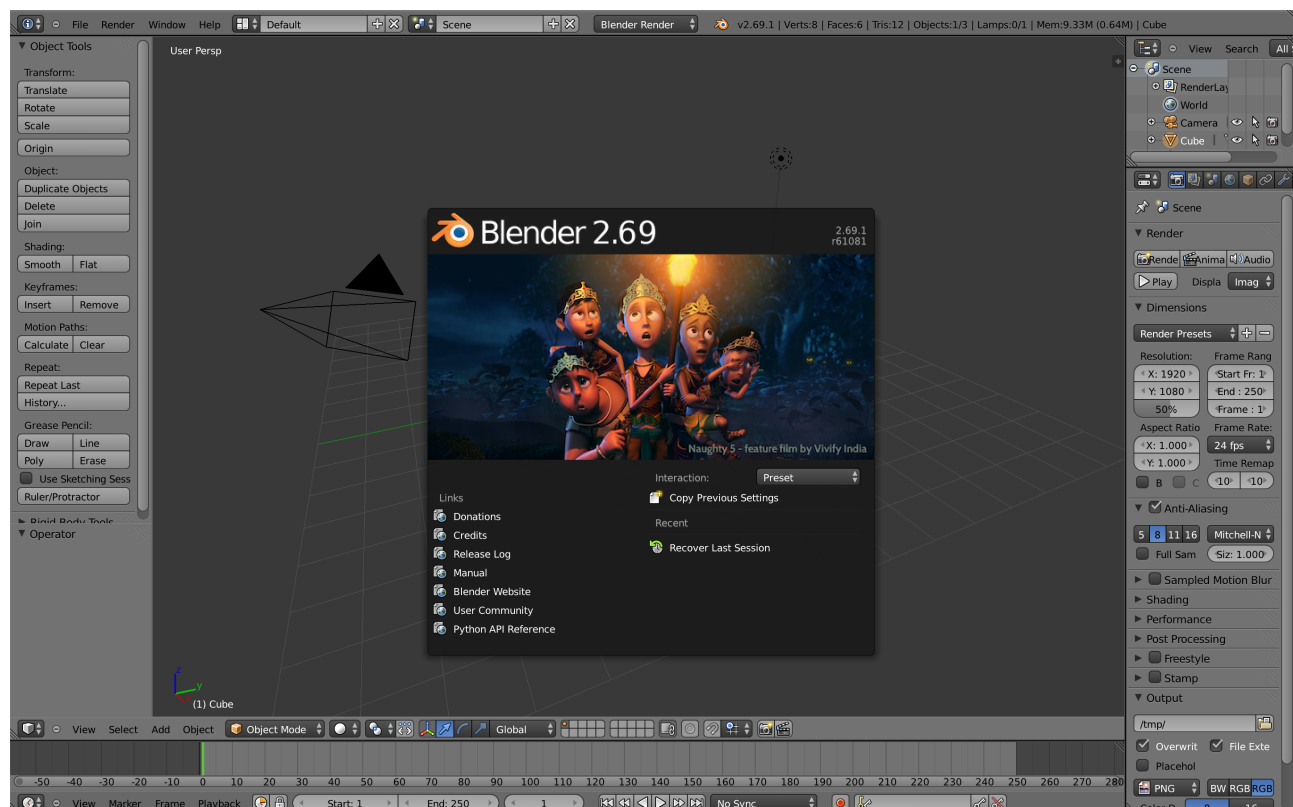 File Render Window Help Default Scene Blender Render v2.69.1 | Verts:8 | Faces:6 | Tris:12 | Objects:1/3 | Lamps:0/1 | Mem:9.33M (0.64M) | Cube
Object Tools
Transform:
Translate
Rotate
Scale
Origin
Object:
Duplicate Objects
Delete
Join
Shading:
Smooth Flat
Keyframes:
Insert Remove
Motion Paths:
Calculate Clear
Repeat:
Repeat Last
History...
Grease Pencil:
Draw Line
Poly Erase
Use Sketching Sess
Ruler/Protractor
Rigid Body Tools
Operator
User Persp
Blender 2.69
2.69.1
r61081
Naughty 5 - feature film by Vivify India
Links
Donations
Credits
Release Log
Manual
Blender Website
User Community
Python API Reference
Interaction: Preset
Copy Previous Settings
Recent
Recover Last Session
z
y
(1) Cube
View Search All
Scene
RenderLay
World
Camera
Cube
Scene
Render
Rende Anima Audio
Play Displa Imag
Dimensions
Render Presets
Resolution: Frame Rang
X: 1920 Start Fr: 1
Y: 1080 End : 250
50% Frame : 1
Aspect Ratio Frame Rate:
X: 1.000 24 fps
Y: 1.000 Time Remap
B C 10 10
Anti-Aliasing
5 8 11 16 Mitchell-N
Full Sam Siz: 1.000
Sampled Motion Blur
Shading
Performance
Post Processing
Freestyle
Stamp
Output
/tmp/
Overwrit File Exte
Placehol
PNG BW RGB RGB
8 16
View Select Add Object Object Mode Global
-50 -40 -30 -20 -10 0 10 20 30 40 50 60 70 80 90 100 110 120 130 140 150 160 170 180 190 200 210 220 230 240 250 260 270 280
View Marker Frame Playback Start: 1 End: 250 1 No Sync